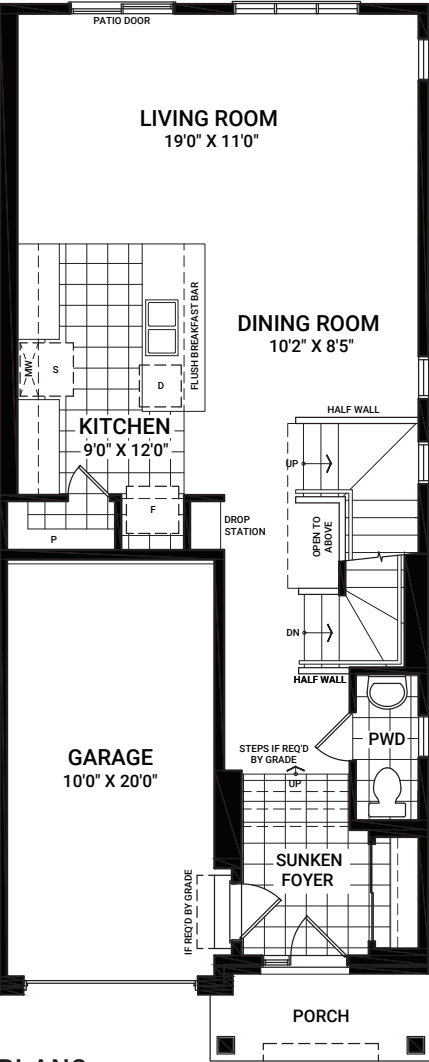 PATIO DOOR
LIVING ROOM
19'0" X 11'0"
FLUSH BREAKFAST BAR
DINING ROOM
10'2" X 8'5"
MW
S
D
HALF WALL
KITCHEN
9'0" X 12'0"
UP
F
P
DROP
STATION
OPEN TO
ABOVE
DN
HALF WALL
PWD
STEPS IF REQ'D
BY GRADE
UP
GARAGE
10'0" X 20'0"
SUNKEN
FOYER
IF REQ'D BY GRADE
PORCH